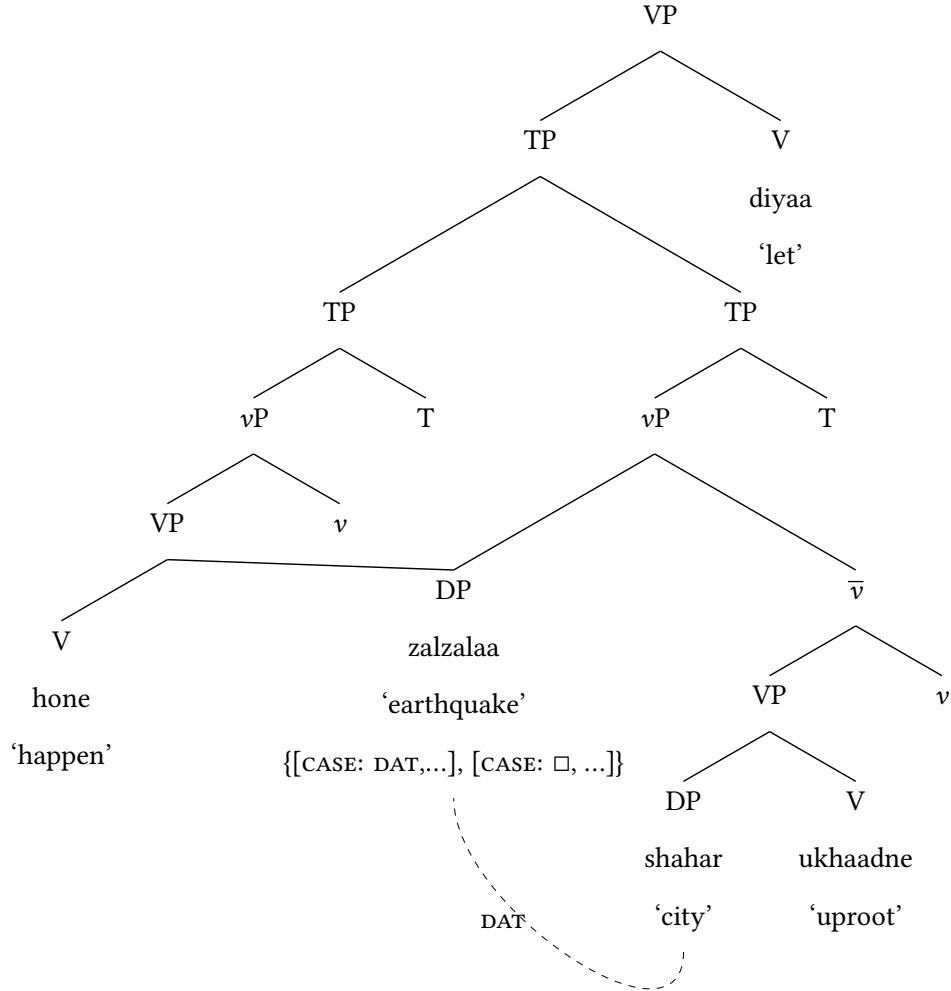 VP
TP V
diyaa
‘let’
TP TP
vP T vP T
VP v
DP v̅
V
zalzalaa
hone
‘earthquake’
VP v
‘happen’
{[CASE: DAT,…], [CASE: □, …]}
DP V
shahar ukhaadne
‘city’ ‘uproot’
DAT